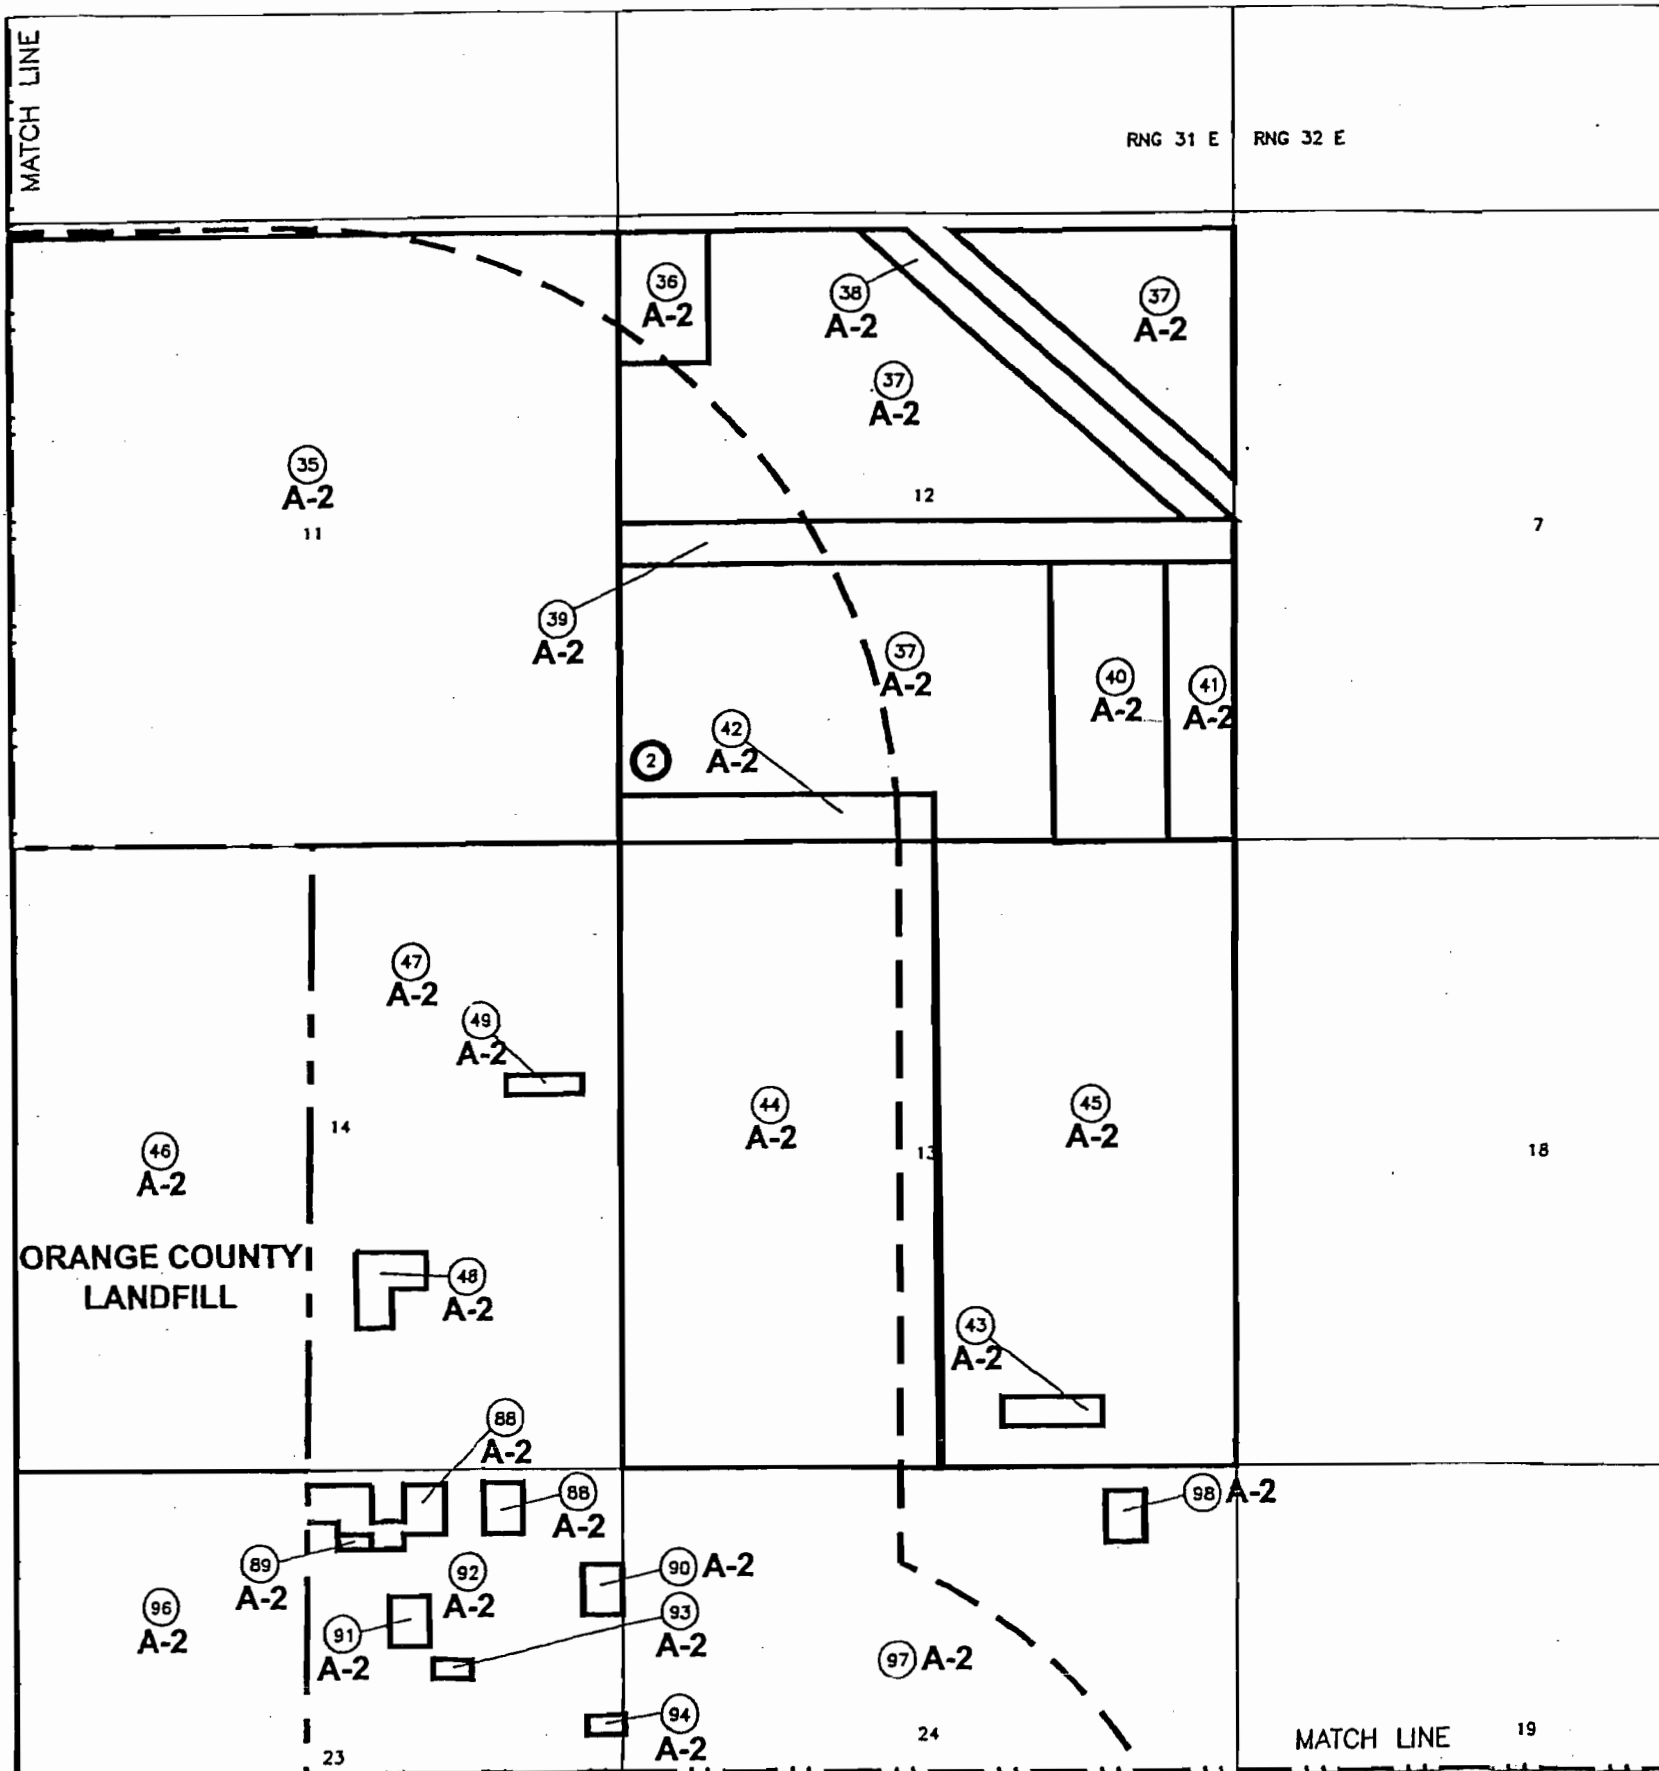 MATCH LINE
RNG 31 E
RNG 32 E
36
A-2
38
A-2
37
A-2
37
A-2
35
A-2
11
12
7
39
A-2
37
A-2
40
A-2
41
A-2
42
A-2
2
47
A-2
49
A-2
44
A-2
45
A-2
14
13
18
46
A-2
ORANGE COUNTY
LANDFILL
48
A-2
43
A-2
88
A-2
88
A-2
98 A-2
89
A-2
92
A-2
90 A-2
96
A-2
91
A-2
93
A-2
97 A-2
94
A-2
23
24
MATCH LINE
19